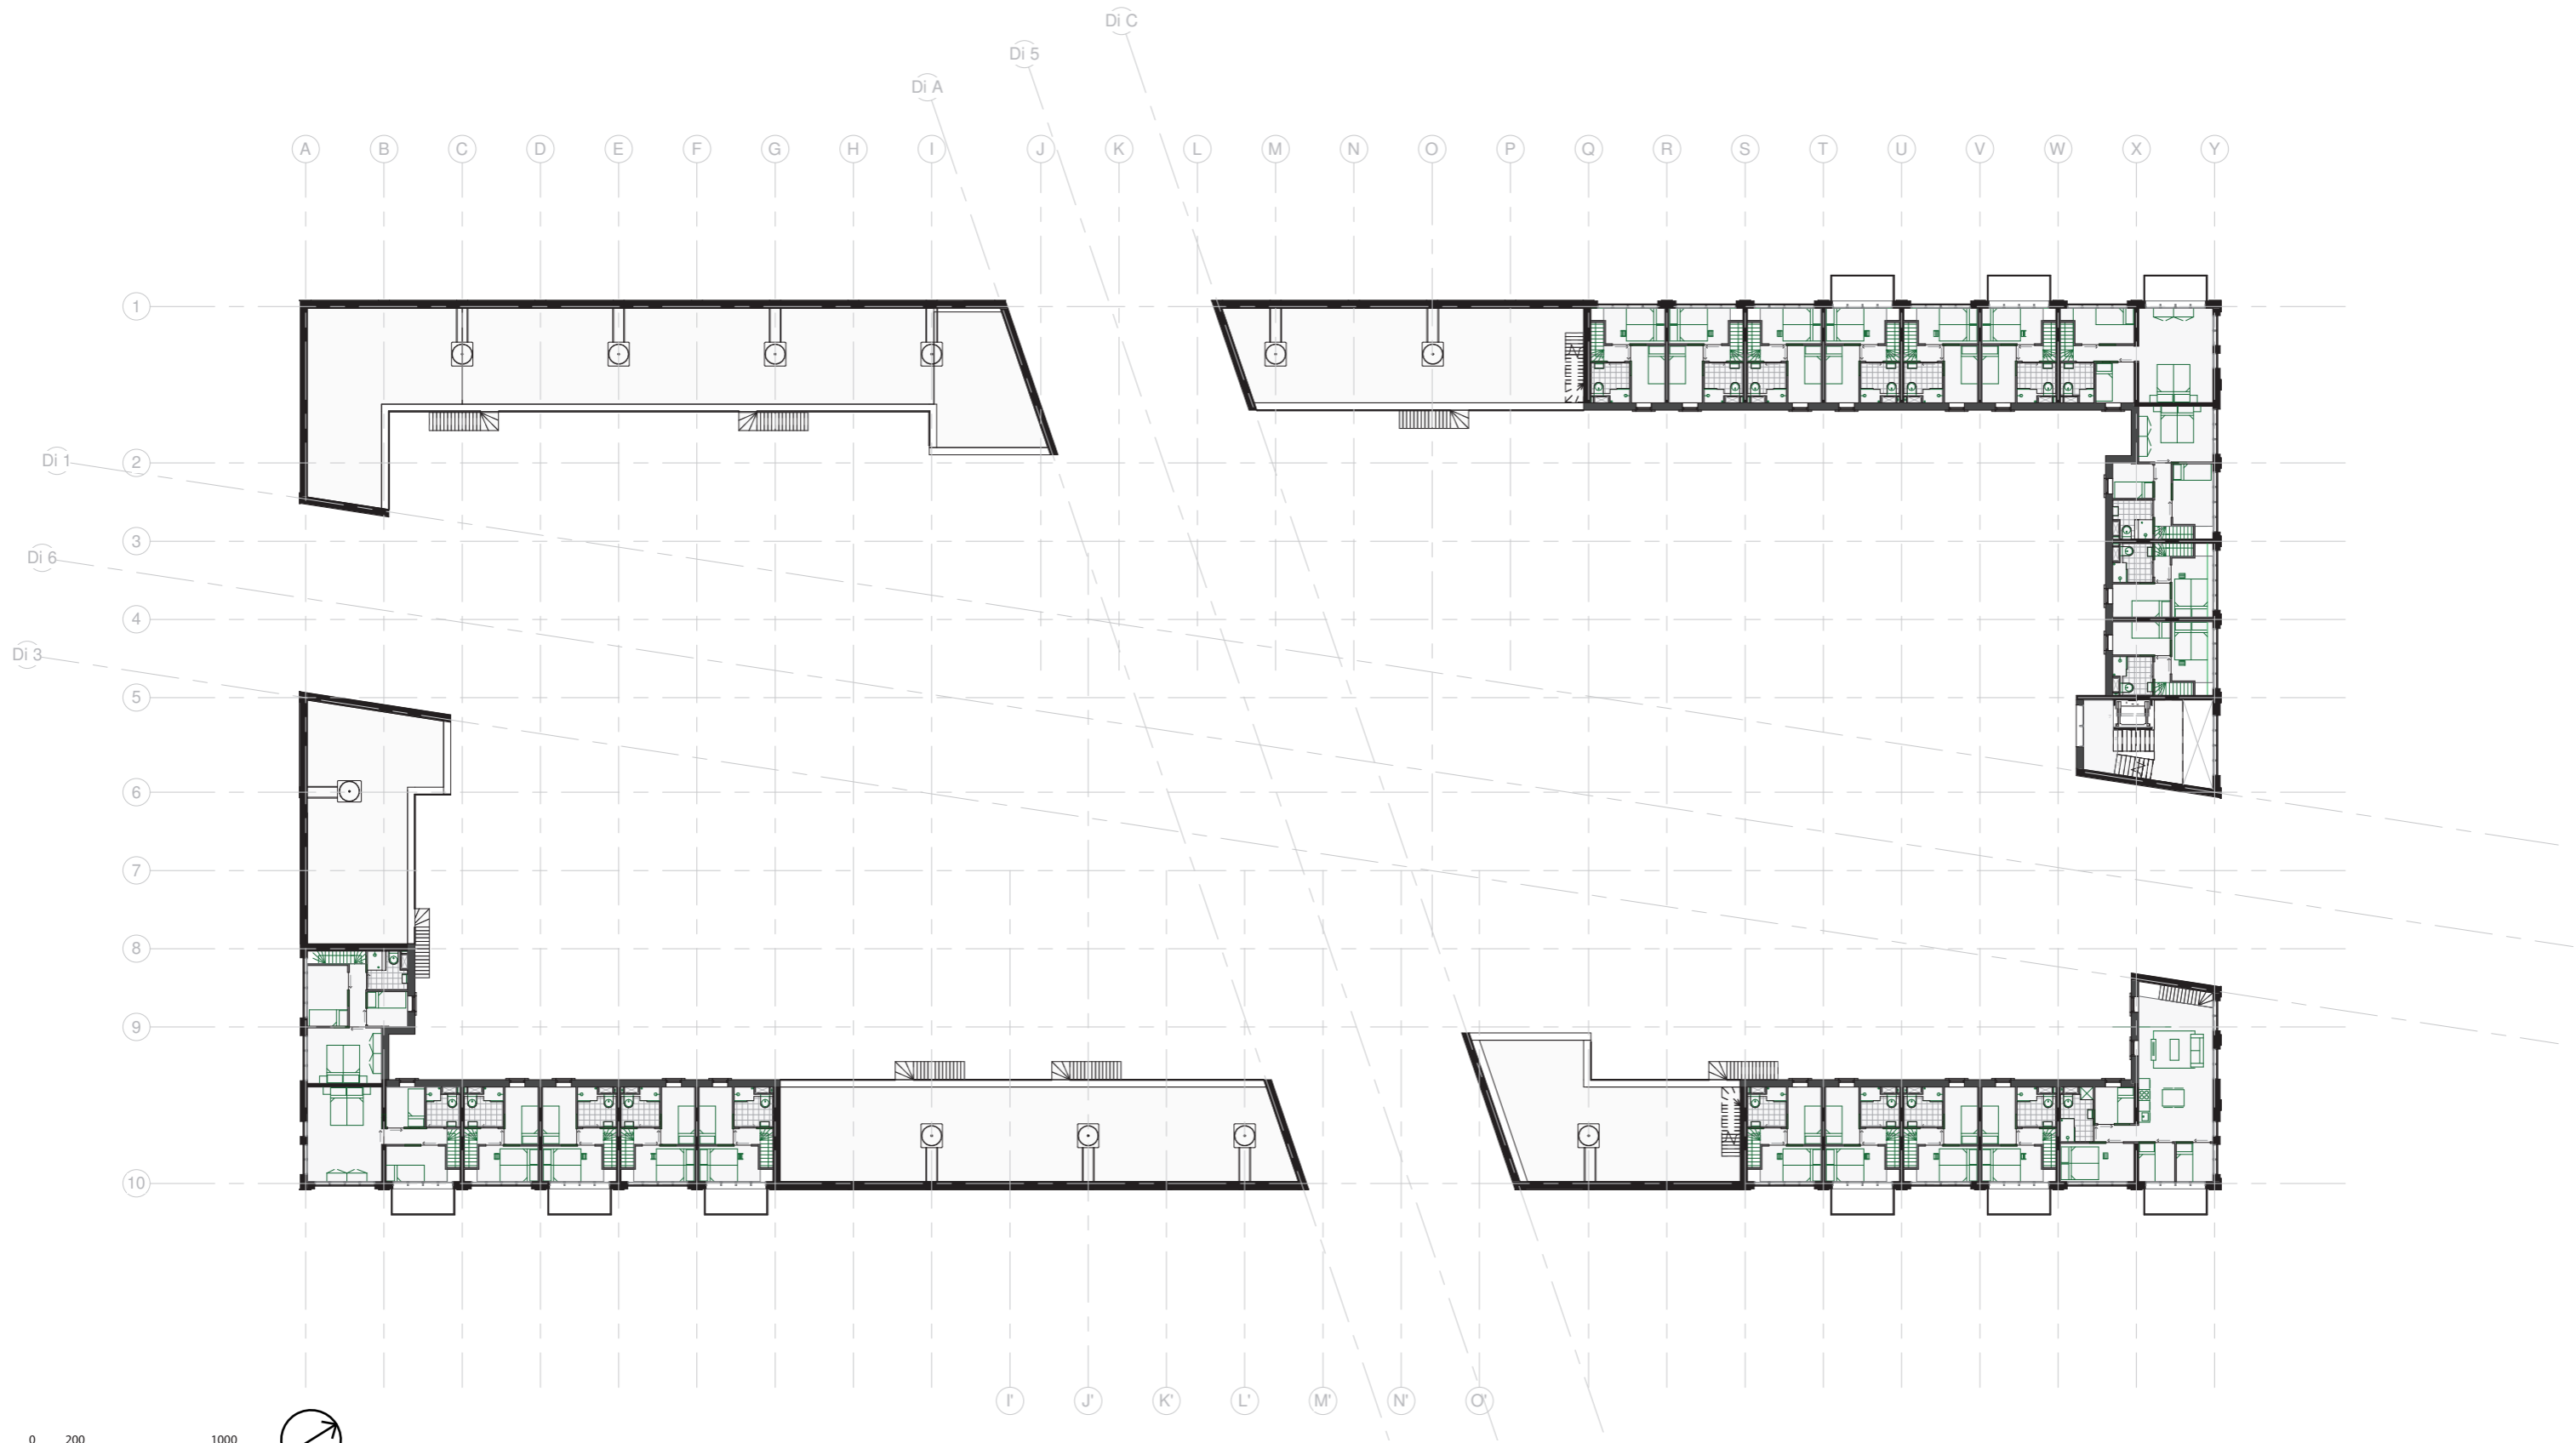 Di C
Di 5
Di A
A B C D E F G H I J K L M N O P Q R S T U V W X Y
1
Di 1
2
3
Di 6
4
Di 3
5
6
7
8
9
10
I' J' K' L' M' N' O'
0 200 1000